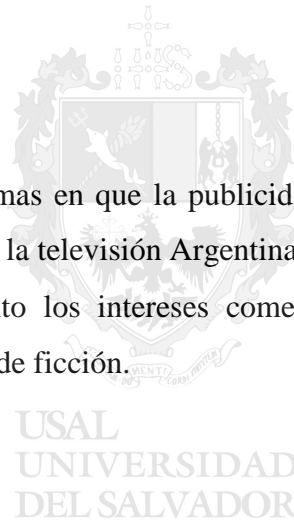 mas en que la publicid
la televisión Argentina
to los intereses come
de ficción.
USAL
UNIVERSIDAD
DEL SALVADOR